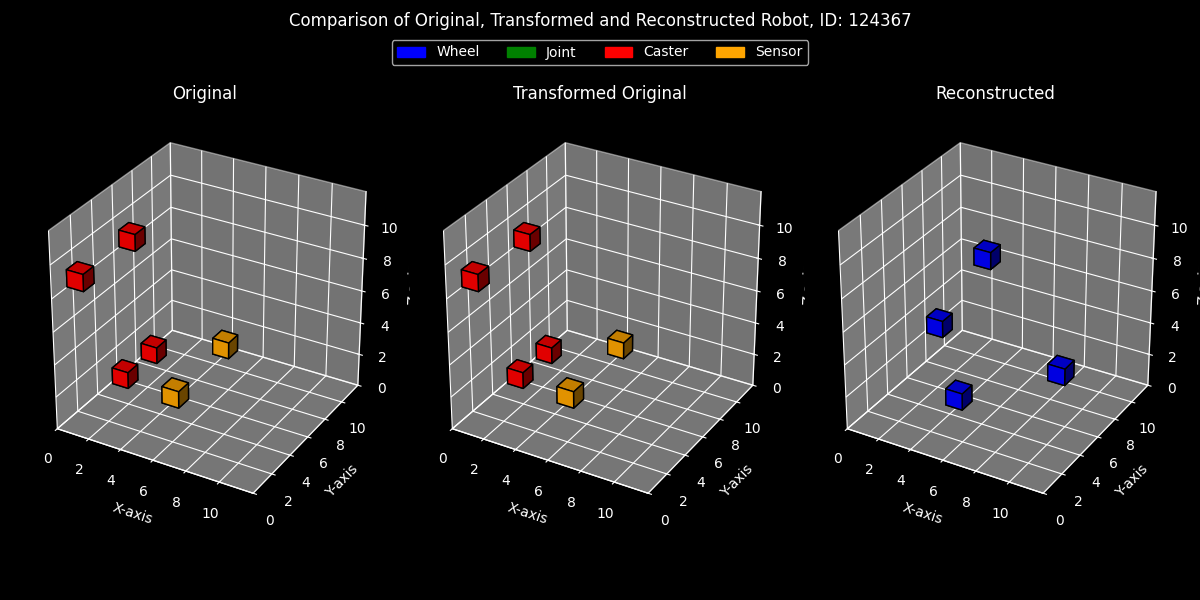 Comparison of Original, Transformed and Reconstructed Robot, ID: 124367
Wheel Joint Caster Sensor
Original Transformed Original Reconstructed
10 10 10
8 8 8
6 6 6
4 4 4
2 2 2
0 0 0
0 2 4 6 8 10 0 2 4 6 8 10 0 2 4 6 8 10
0 2 4 6 8 10 0 2 4 6 8 10 0 2 4 6 8 10
X-axis Y-axis X-axis Y-axis X-axis Y-axis